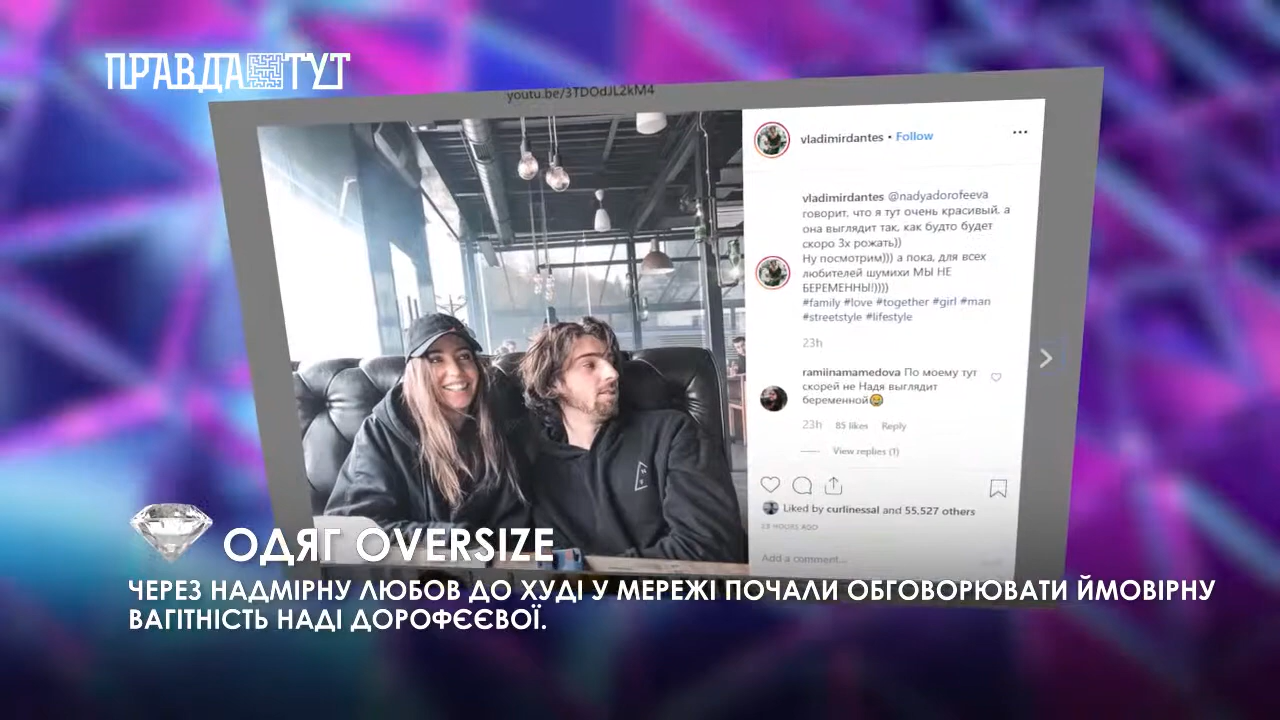 ПРАВДА ТУТ
youtu.be/3TDOdJL2kM4
vladimirdantes • Follow
vladimirdantes @nadyadorofeeva
говорит, что я тут очень красивый, а
она выглядит так, как будто будет
скоро 3х рожать))
Ну посмотрим))) а пока, для всех
любителей шумихи МЫ НЕ
БЕРЕМЕННЫ!))))
#family #love #together #girl #man
#streetstyle #lifestyle
23h
ramiinamamedova По моему тут
скорей не Надя выглядит
беременной😂
23h 85 likes Reply
View replies (1)
Liked by curlinessal and 55,527 others
Add a comment...
ОДЯГ OVERSIZE
ЧЕРЕЗ НАДМІРНУ ЛЮБОВ ДО ХУДІ У МЕРЕЖІ ПОЧАЛИ ОБГОВОРЮВАТИ ЙМОВІРНУ
ВАГІТНІСТЬ НАДІ ДОРОФЄЄВОЇ.